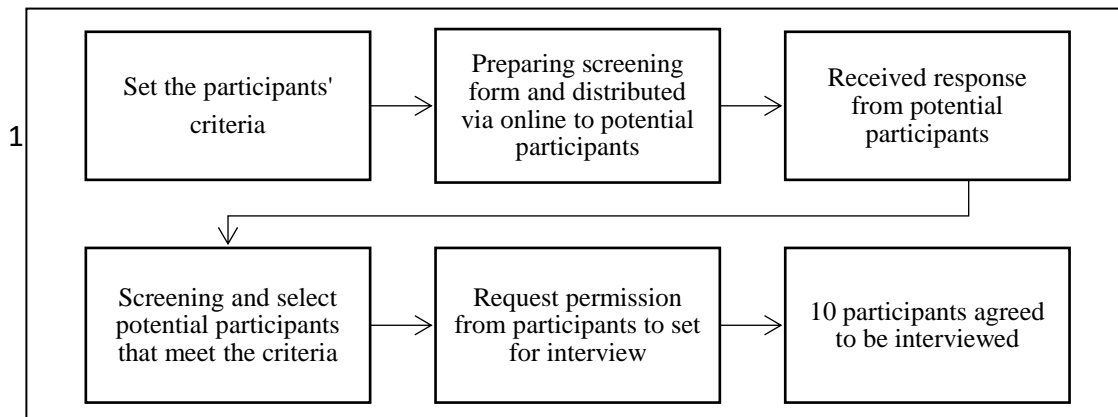 Set the participants'
criteria
Preparing screening
form and distributed
via online to potential
participants
Received response
from potential
participants
1
Screening and select
potential participants
that meet the criteria
Request permission
from participants to set
for interview
10 participants agreed
to be interviewed